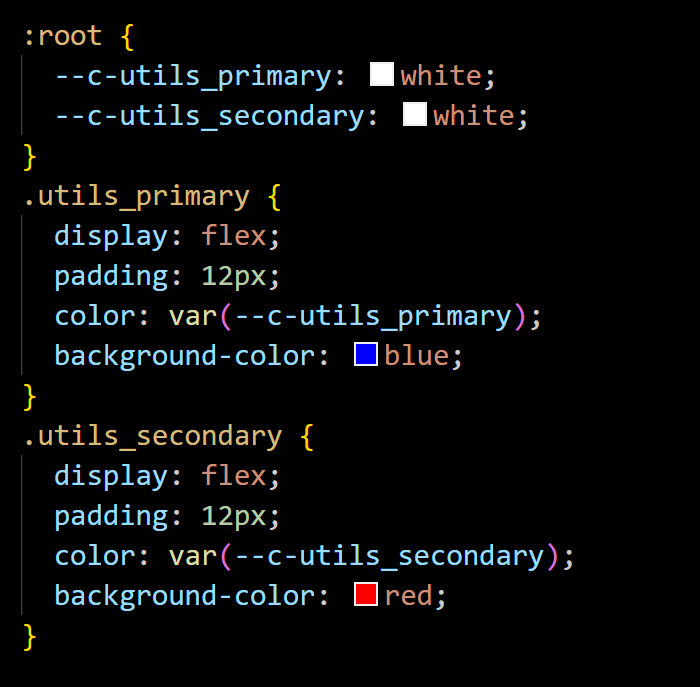 :root {
  --c-utils_primary: white;
  --c-utils_secondary: white;
}
.utils_primary {
  display: flex;
  padding: 12px;
  color: var(--c-utils_primary);
  background-color: blue;
}
.utils_secondary {
  display: flex;
  padding: 12px;
  color: var(--c-utils_secondary);
  background-color: red;
}